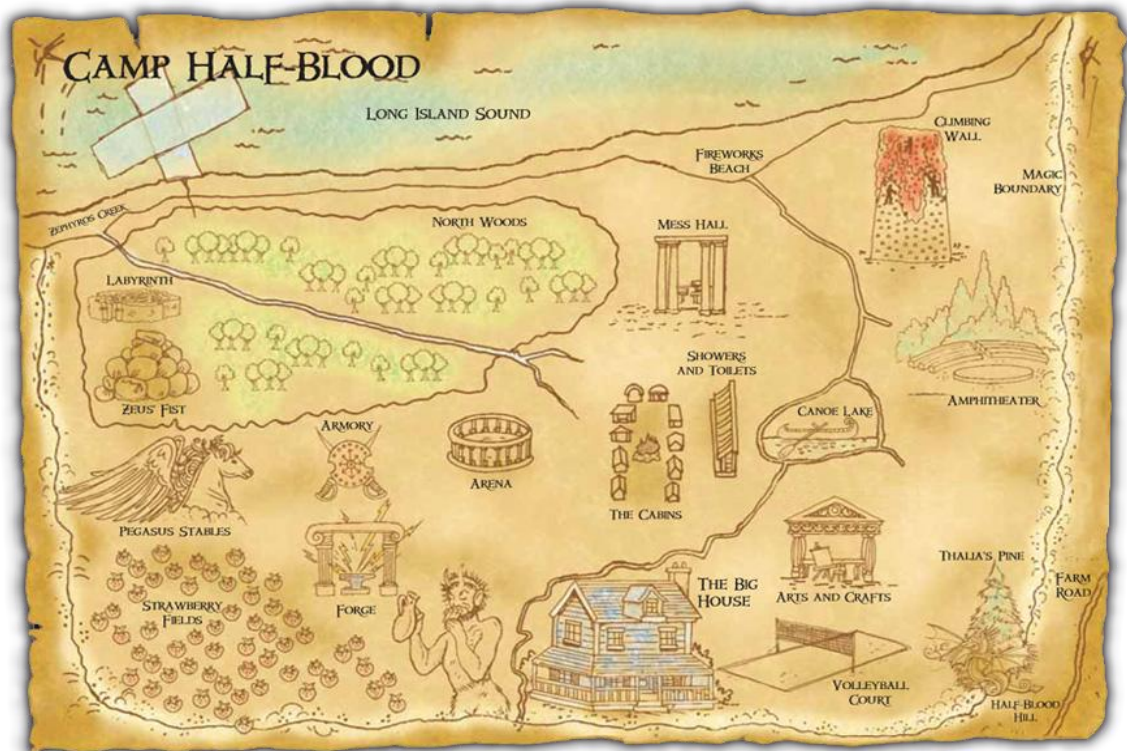 CAMP HALF-BLOOD
LONG ISLAND SOUND
CLIMBING
WALL
FIREWORKS
BEACH
MAGIC
BOUNDARY
ZEPHYROS CREEK
NORTH WOODS
MESS HALL
LABYRINTH
SHOWERS
AND TOILETS
ZEUS' FIST
AMPHITHEATER
CANOE LAKE
ARMORY
ARENA
THE CABINS
PEGASUS STABLES
THALIA'S PINE
FARM
ROAD
THE BIG
HOUSE
ARTS AND CRAFTS
STRAWBERRY
FIELDS
FORGE
VOLLEYBALL
COURT
HALF-BLOOD
HILL